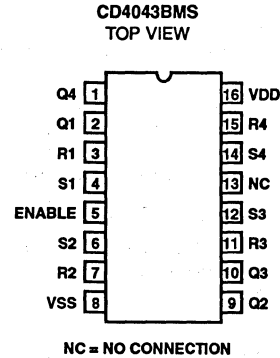 CD4043BMS
TOP VIEW
Q4 1 16 VDD
Q1 2 15 R4
R1 3 14 S4
S1 4 13 NC
ENABLE 5 12 S3
S2 6 11 R3
R2 7 10 Q3
VSS 8 9 Q2
NC = NO CONNECTION